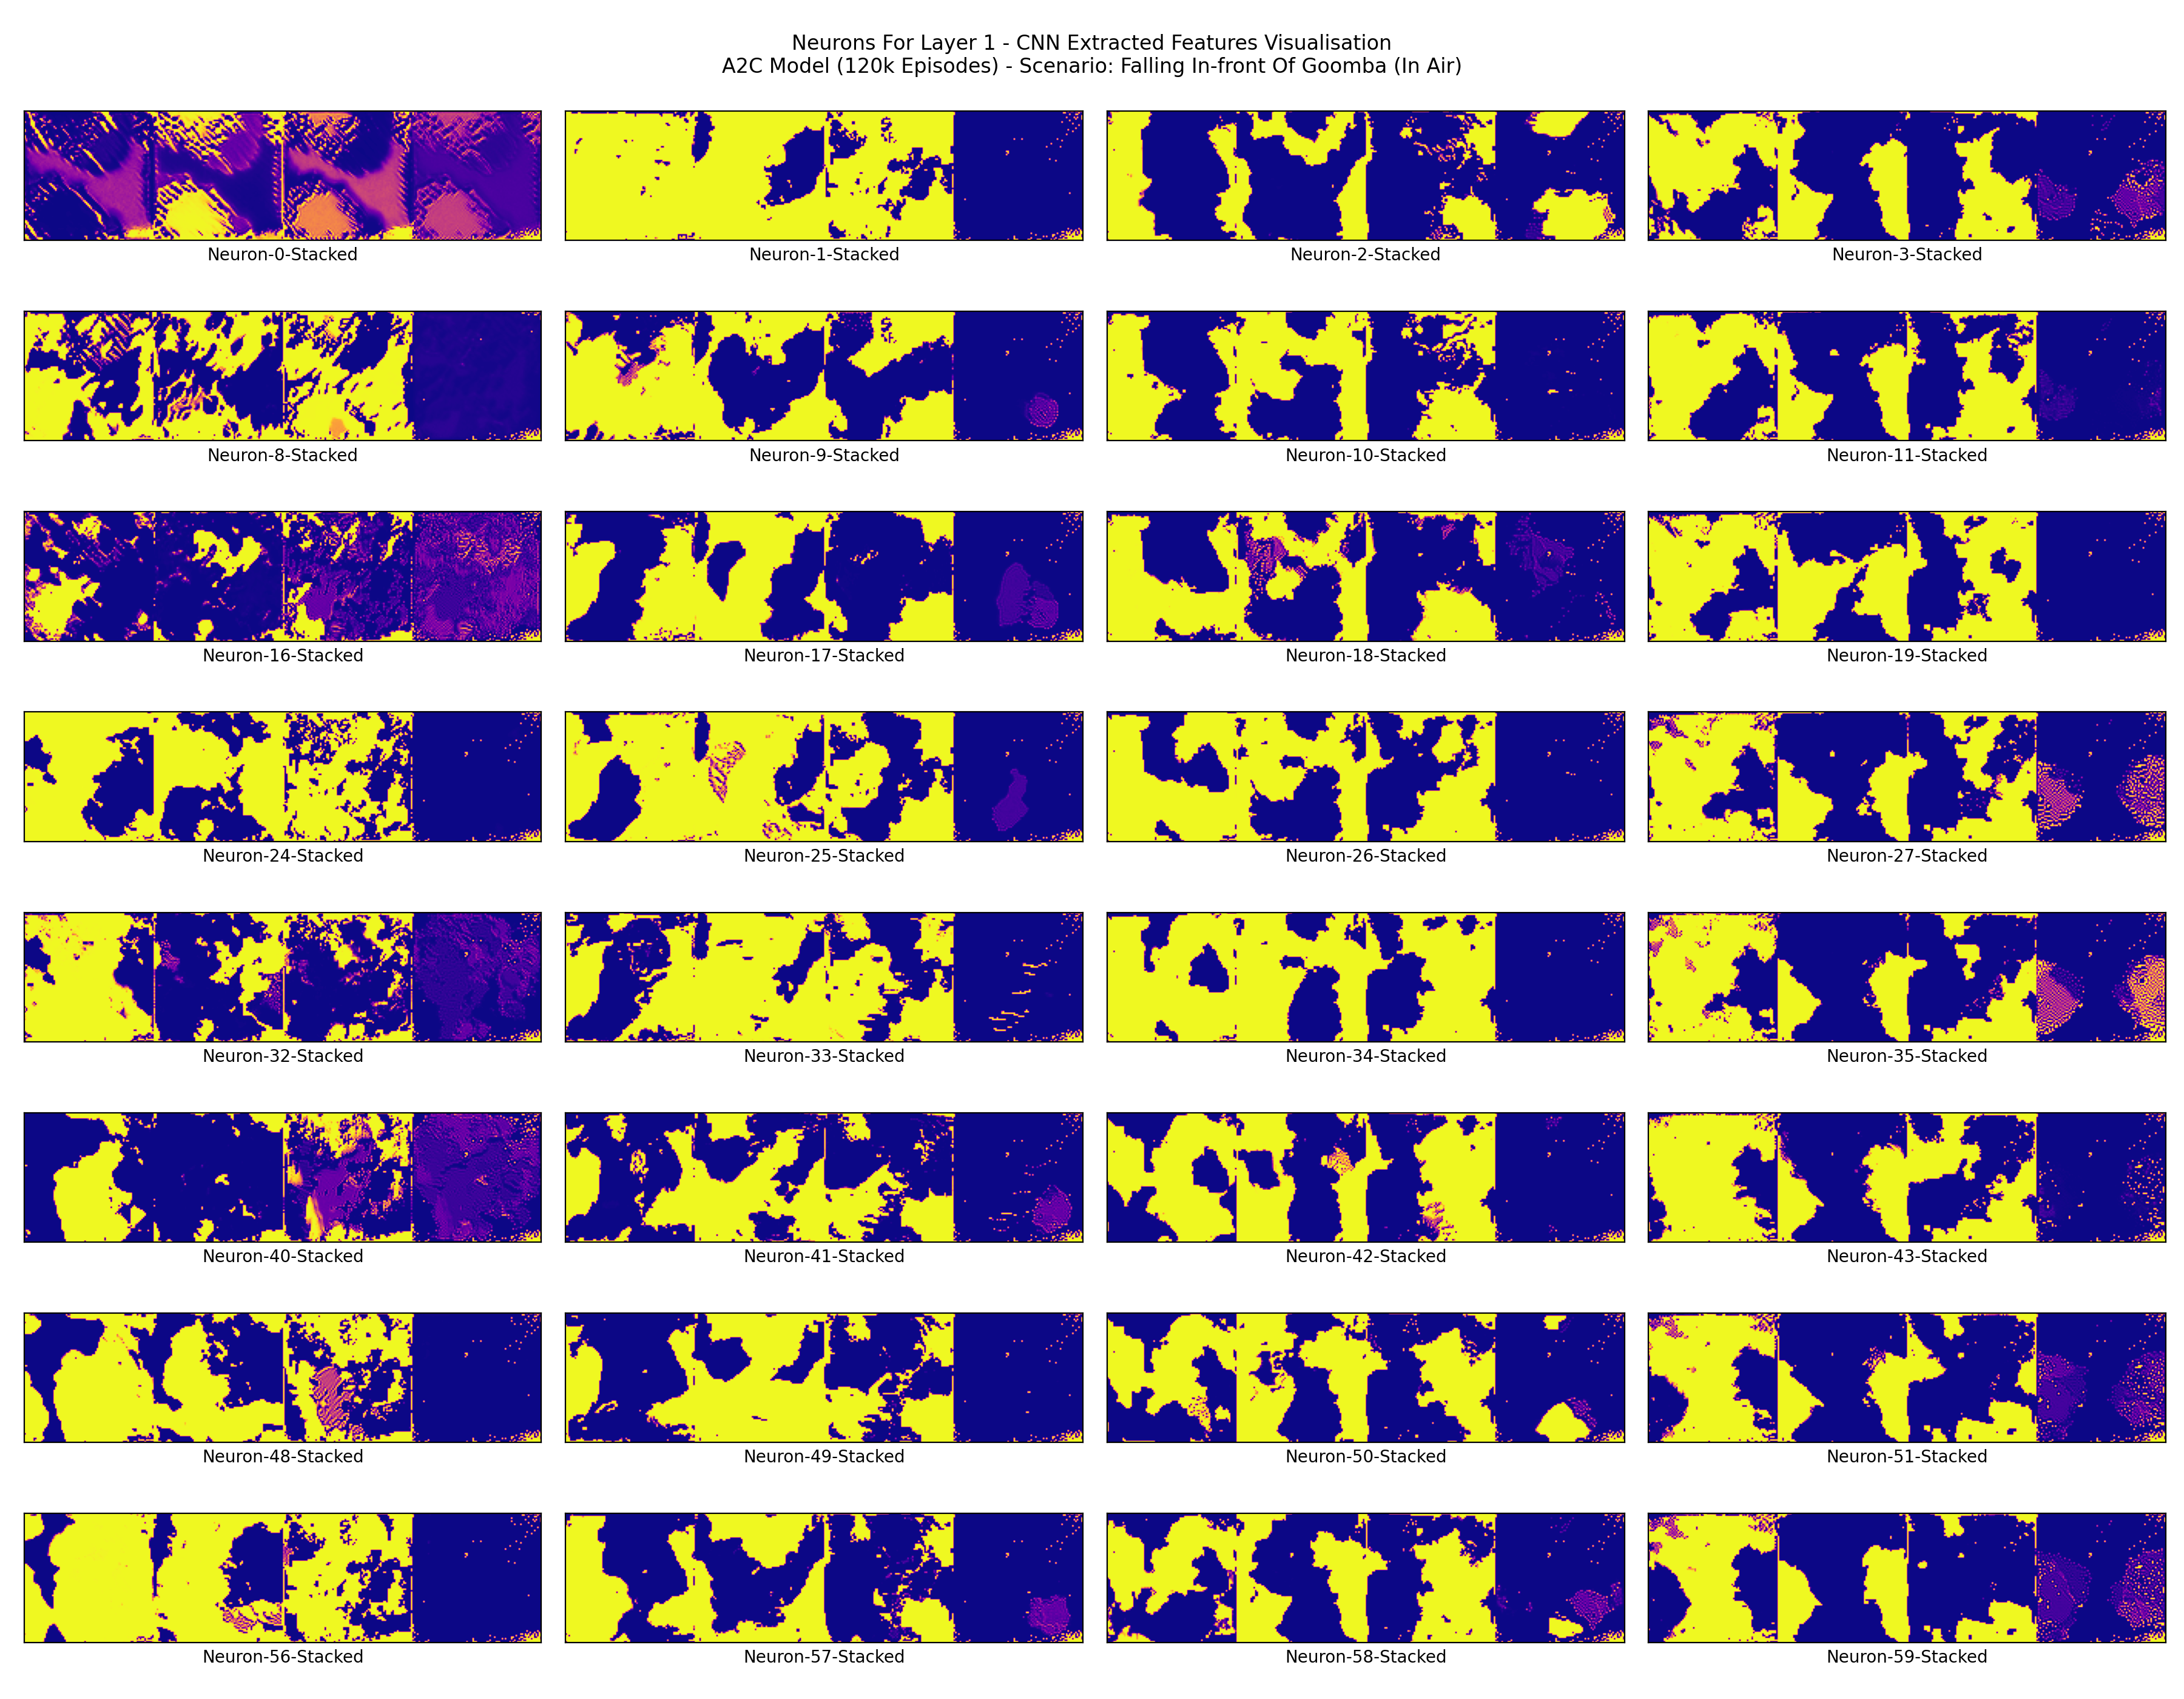 Neurons For Layer 1 - CNN Extracted Features Visualisation
A2C Model (120k Episodes) - Scenario: Falling In-front Of Goomba (In Air)
Neuron-0-Stacked
Neuron-1-Stacked
Neuron-2-Stacked
Neuron-3-Stacked
Neuron-8-Stacked
Neuron-9-Stacked
Neuron-10-Stacked
Neuron-11-Stacked
Neuron-16-Stacked
Neuron-17-Stacked
Neuron-18-Stacked
Neuron-19-Stacked
Neuron-24-Stacked
Neuron-25-Stacked
Neuron-26-Stacked
Neuron-27-Stacked
Neuron-32-Stacked
Neuron-33-Stacked
Neuron-34-Stacked
Neuron-35-Stacked
Neuron-40-Stacked
Neuron-41-Stacked
Neuron-42-Stacked
Neuron-43-Stacked
Neuron-48-Stacked
Neuron-49-Stacked
Neuron-50-Stacked
Neuron-51-Stacked
Neuron-56-Stacked
Neuron-57-Stacked
Neuron-58-Stacked
Neuron-59-Stacked